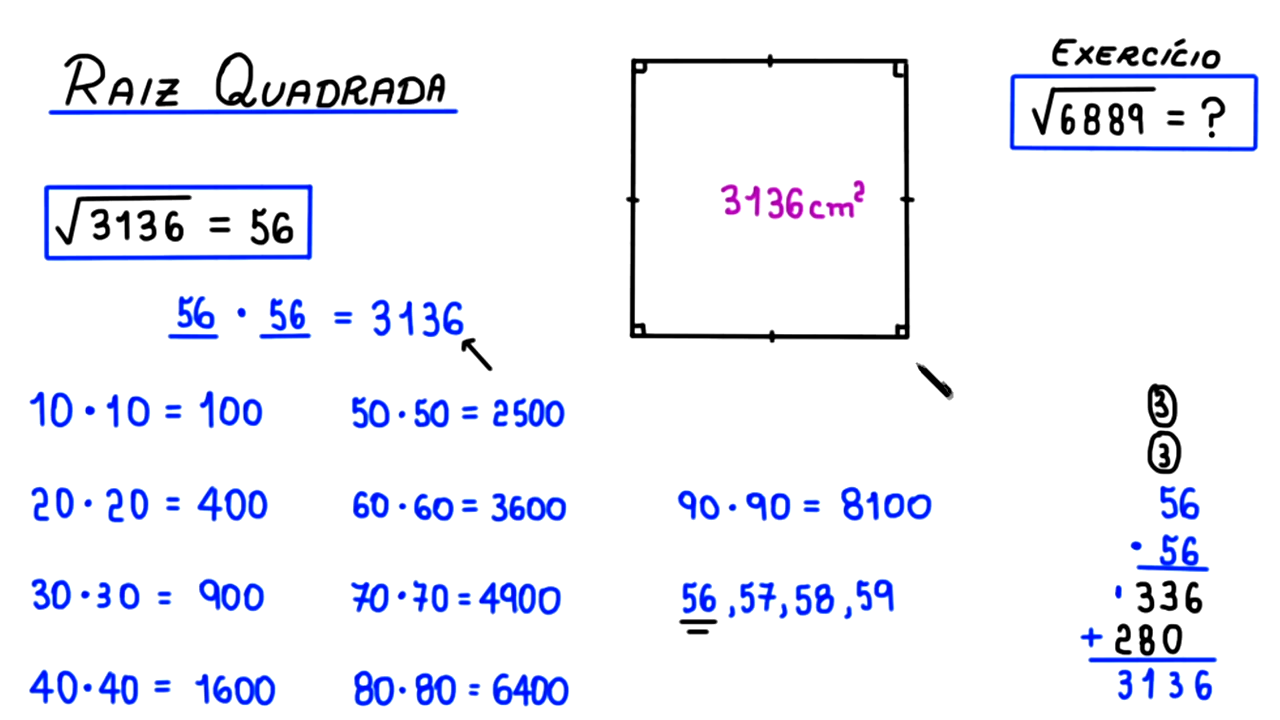 RAIZ QUADRADA
√3136 = 56
56 · 56 = 3136
10 · 10 = 100
20 · 20 = 400
30 · 30 = 900
40 · 40 = 1600
50 · 50 = 2500
60 · 60 = 3600
70 · 70 = 4900
80 · 80 = 6400
3136cm²
90 · 90 = 8100
56, 57, 58, 59
EXERCÍCIO
√6889 = ?
3
3
56
· 56
336
+ 280
3136